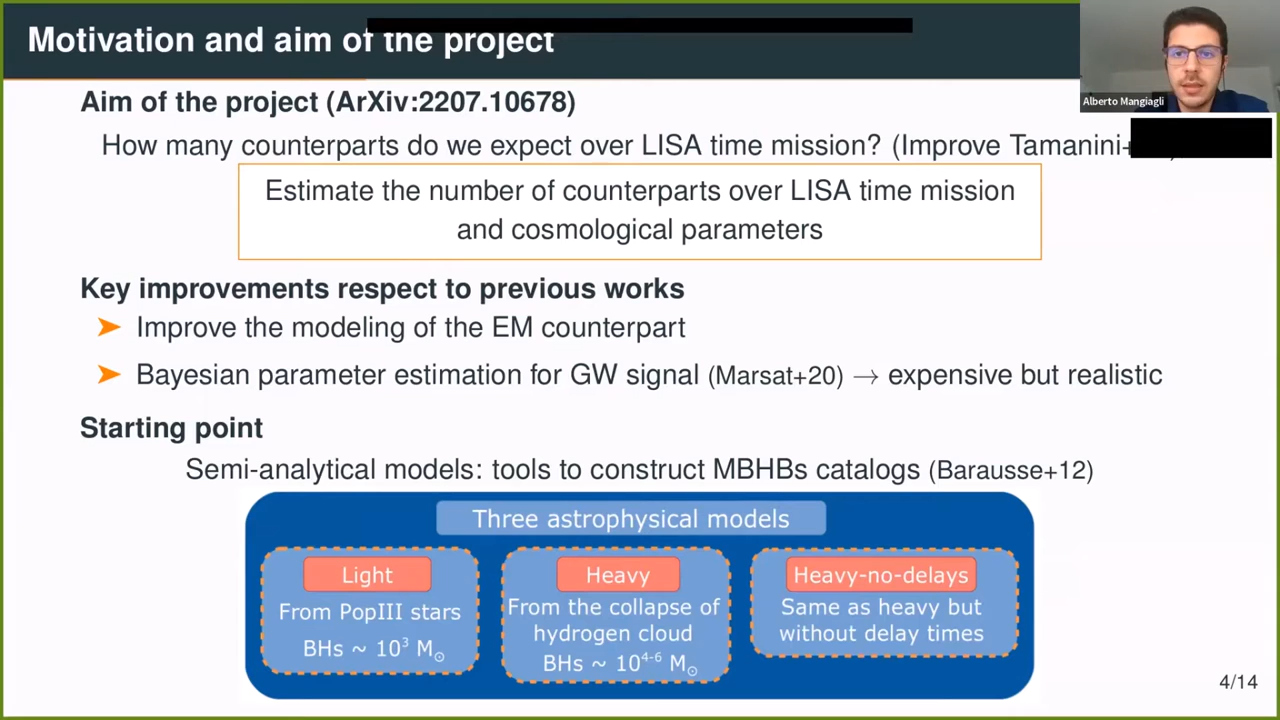 Motivation and aim of the project
Alberto Mangiagli
Aim of the project (ArXiv:2207.10678)
How many counterparts do we expect over LISA time mission? (Improve Tamanini+
Estimate the number of counterparts over LISA time mission
and cosmological parameters
Key improvements respect to previous works
➤ Improve the modeling of the EM counterpart
➤ Bayesian parameter estimation for GW signal (Marsat+20) → expensive but realistic
Starting point
Semi-analytical models: tools to construct MBHBs catalogs (Barausse+12)
Three astrophysical models
Light
From PopIII stars
BHs ~ 10³ M☉
Heavy
From the collapse of
hydrogen cloud
BHs ~ 10⁴⁻⁶ M☉
Heavy-no-delays
Same as heavy but
without delay times
4/14